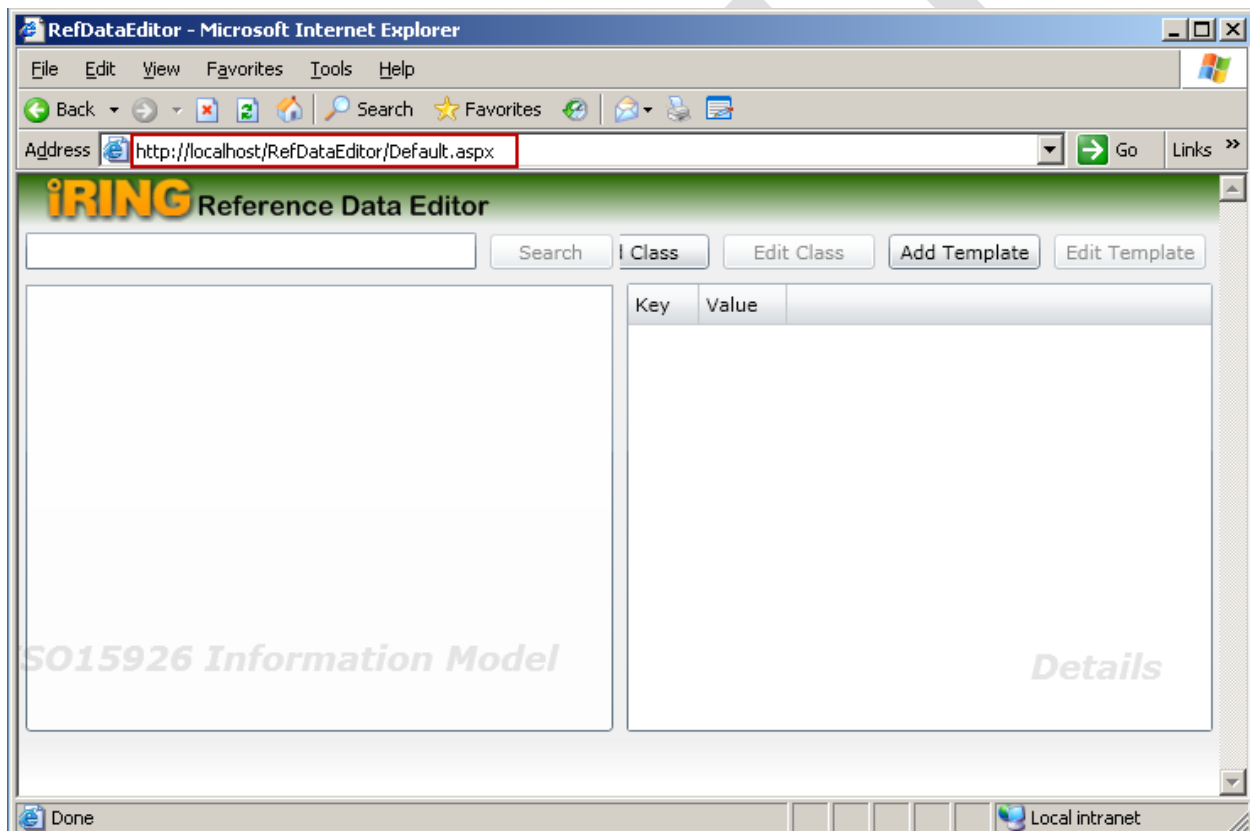 RefDataEditor - Microsoft Internet Explorer
File Edit View Favorites Tools Help
Back Search Favorites
Address http://localhost/RefDataEditor/Default.aspx Go Links »
iRING Reference Data Editor
Search Class Edit Class Add Template Edit Template
Key Value
SO15926 Information Model
Details
Done Local intranet